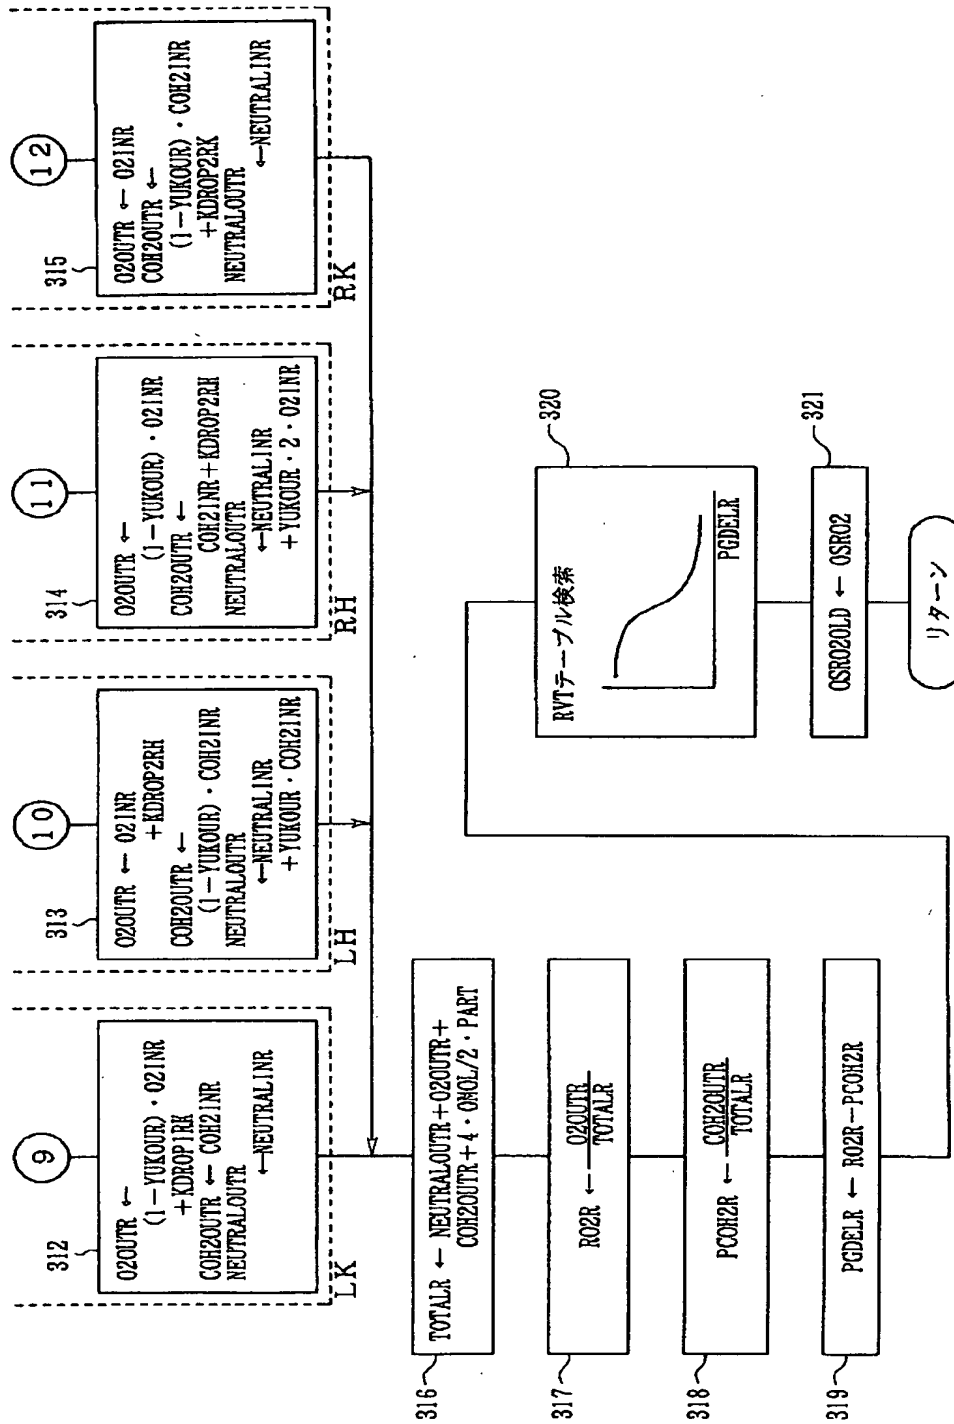 9
312
O2OUTR ←
(1−YUKOUR)・O2INR
+KDROP1RK
COH2OUTR ← COH2INR
NEUTRALOUTR
←NEUTRALINR
LK
10
313
O2OUTR ← O2INR
+KDROP2RH
COH2OUTR ←
(1−YUKOUR)・COH2INR
NEUTRALOUTR
←NEUTRALINR
+YUKOUR・COH2INR
LH
11
314
O2OUTR ←
(1−YUKOUR)・O2INR
COH2OUTR ←
COH2INR+KDROP2RH
NEUTRALOUTR
←NEUTRALINR
+YUKOUR・2・O2INR
RH
12
315
O2OUTR ← O2INR
COH2OUTR ←
(1−YUKOUR)・COH2INR
+KDROP2RK
NEUTRALOUTR
←NEUTRALINR
RK
316
TOTALR ← NEUTRALOUTR+O2OUTR+
COH2OUTR+4・OMOL/2・PART
317
RO2R ← O2OUTR
TOTALR
318
PCOH2R ← COH2OUTR
TOTALR
319
PGDELR ← RO2R−PCOH2R
320
RVTテーブル検索
PGDELR
321
OSRO2OLD ← OSRO2
リターン